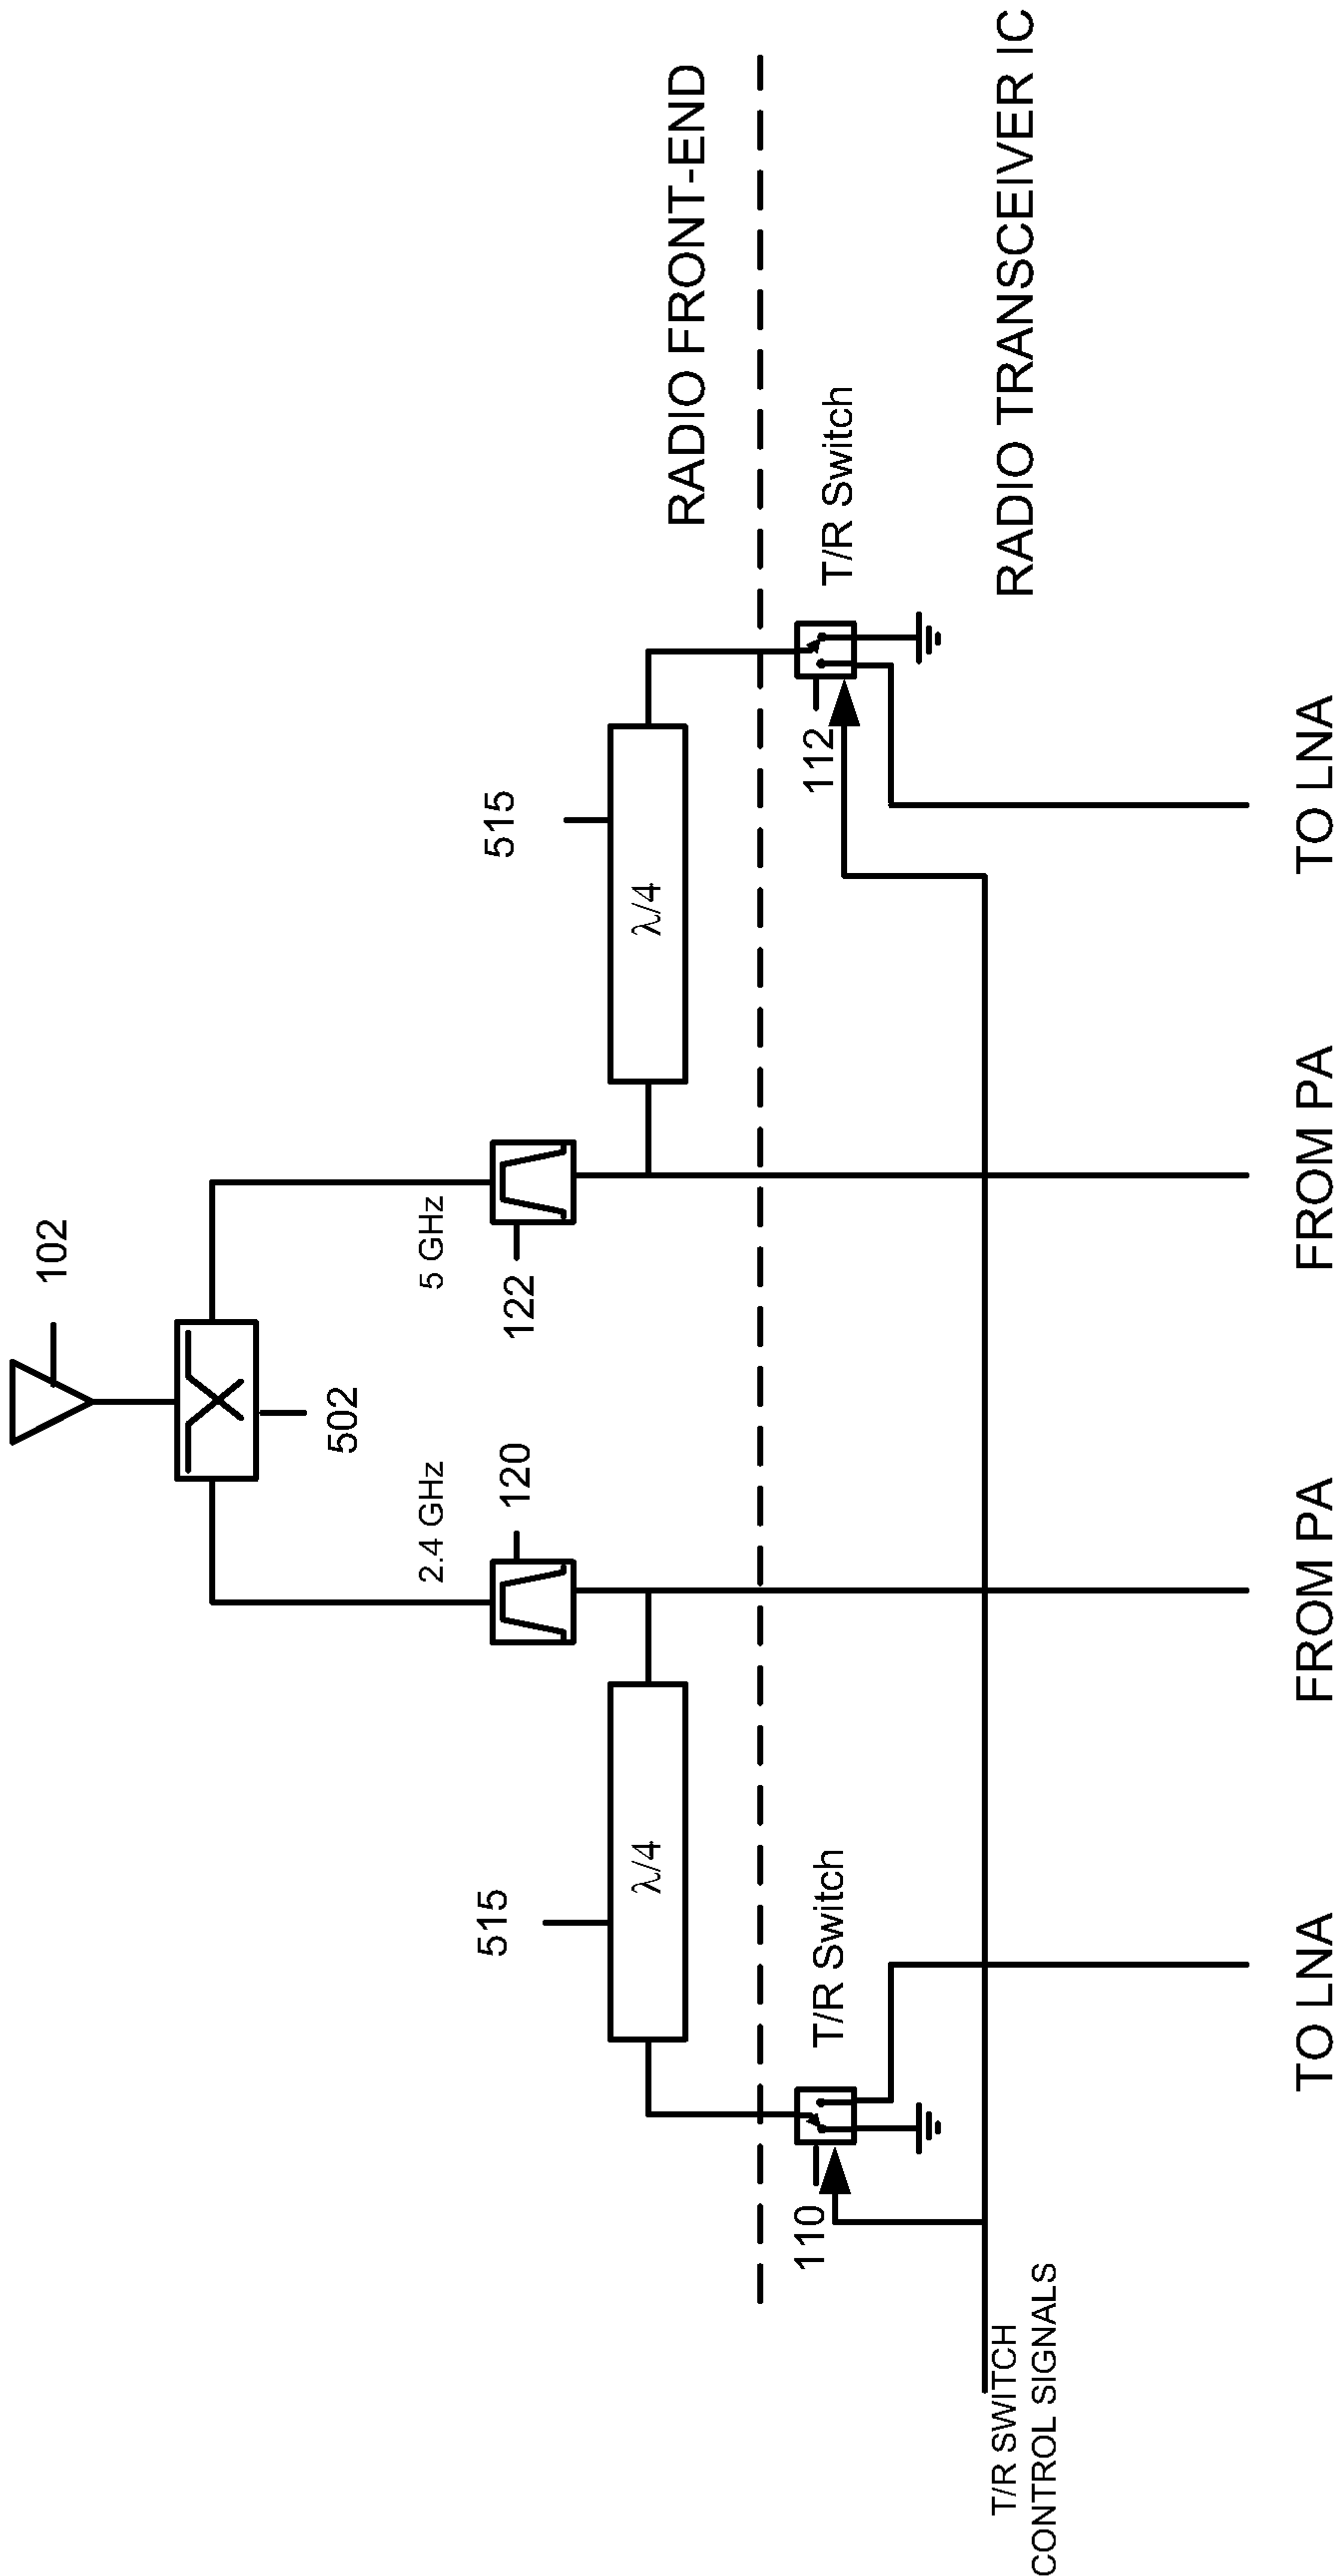 102
502
2.4 GHz
5 GHz
120
122
515
515
λ/4
λ/4
RADIO FRONT-END
110
T/R Switch
112
T/R Switch
RADIO TRANSCEIVER IC
T/R SWITCH
CONTROL SIGNALS
TO LNA
FROM PA
FROM PA
TO LNA